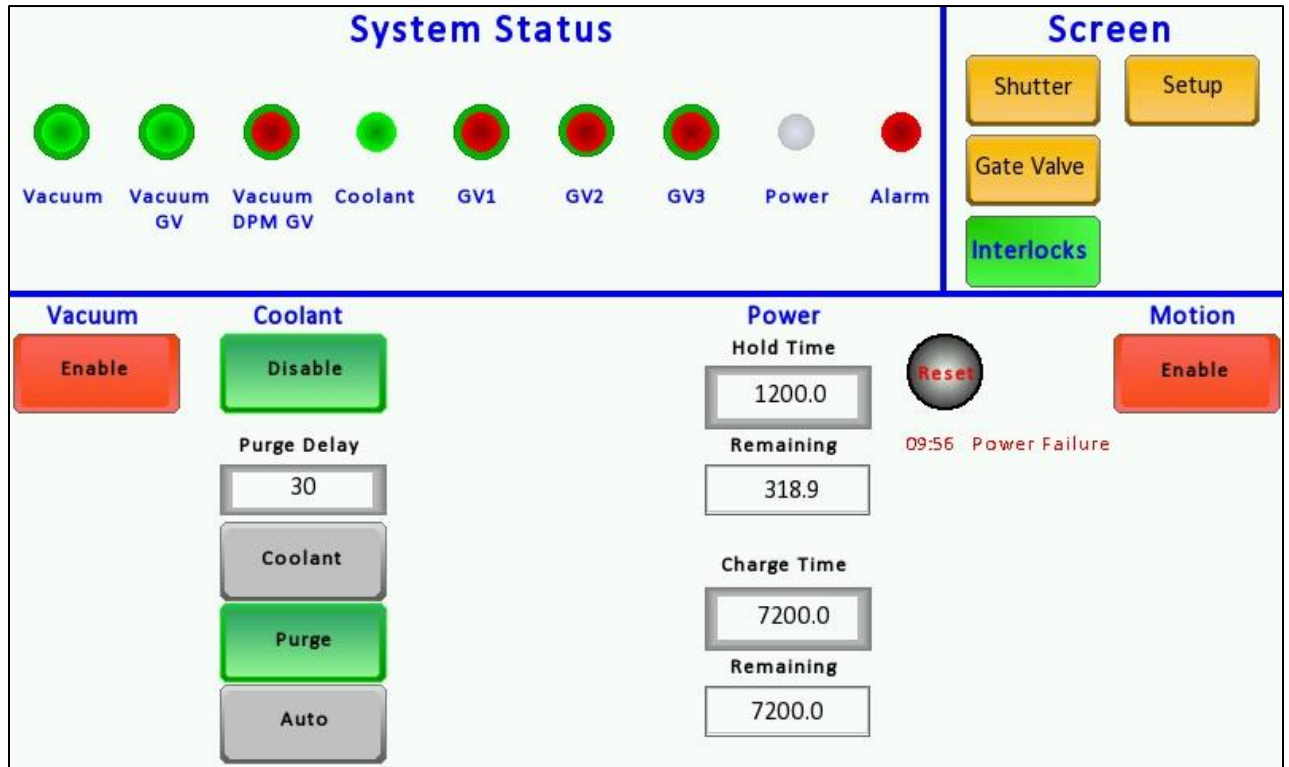 System Status
Vacuum
Vacuum
GV
Vacuum
DPM GV
Coolant
GV1
GV2
GV3
Power
Alarm
Screen
Shutter
Setup
Gate Valve
Interlocks
Vacuum
Enable
Coolant
Disable
Purge Delay
30
Coolant
Purge
Auto
Power
Hold Time
1200.0
Remaining
318.9
Charge Time
7200.0
Remaining
7200.0
Reset
09:56 Power Failure
Motion
Enable